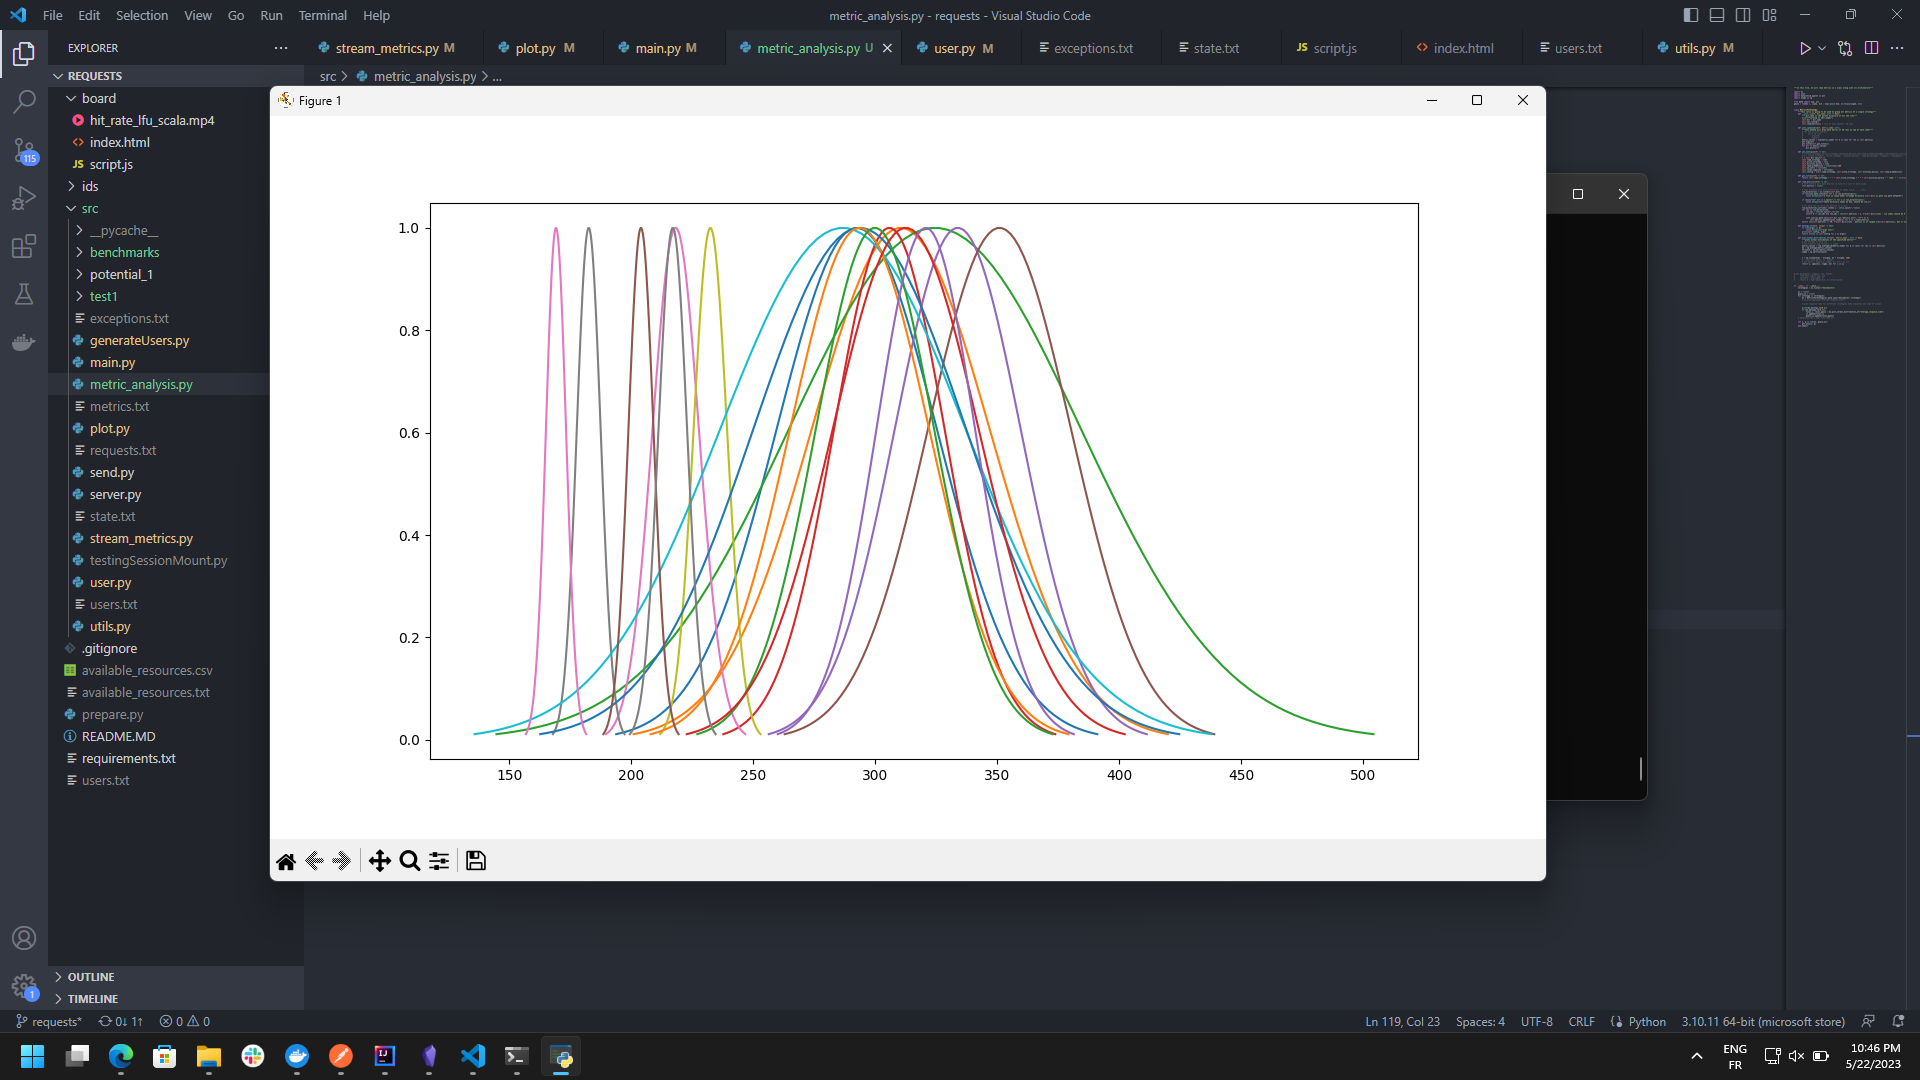 File Edit Selection View Go Run Terminal Help
metric_analysis.py - requests - Visual Studio Code
EXPLORER
stream_metrics.py M
plot.py M
main.py M
metric_analysis.py U
user.py M
exceptions.txt
state.txt
JS script.js
index.html
users.txt
utils.py M
REQUESTS
src > metric_analysis.py > ...
board
hit_rate_lfu_scala.mp4
index.html
JS script.js
ids
src
__pycache__
benchmarks
potential_1
test1
exceptions.txt
generateUsers.py
main.py
metric_analysis.py
metrics.txt
plot.py
requests.txt
send.py
server.py
state.txt
stream_metrics.py
testingSessionMount.py
user.py
users.txt
utils.py
.gitignore
available_resources.csv
available_resources.txt
prepare.py
README.MD
requirements.txt
users.txt
OUTLINE
TIMELINE
115
1
Figure 1
1.0
0.8
0.6
0.4
0.2
0.0
150 200 250 300 350 400 450 500
requests* 0↓ 1↑ 0 0
Ln 119, Col 23 Spaces: 4 UTF-8 CRLF Python 3.10.11 64-bit (microsoft store)
ENG
FR
10:46 PM
5/22/2023